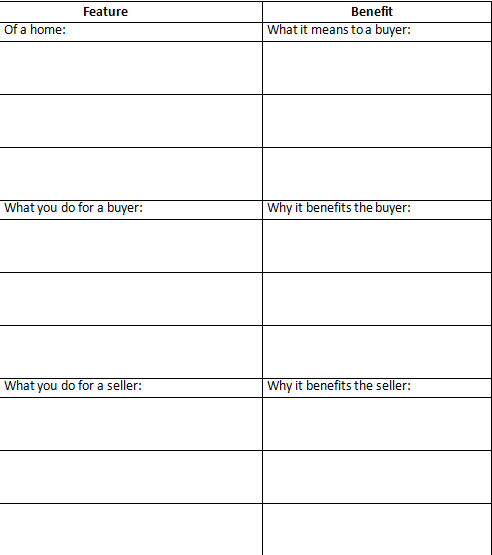 Feature Benefit
Of a home: What it means to a buyer:
What you do for a buyer: Why it benefits the buyer:
What you do for a seller: Why it benefits the seller: